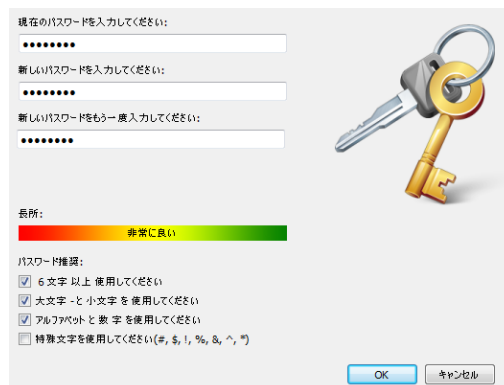 現在のパスワードを入力してください:
●●●●●●●●
新しいパスワードを入力してください:
●●●●●●●●
新しいパスワードをもう一度入力してください:
●●●●●●●●
長所:
非常に良い
パスワード推奨:
6 文字 以上 使用してください
大文字 -と 小文字 を 使用してください
アルファベット と 数 字 を 使用してください
特殊文字を使用してください(#, $, !, %, &, ^, *)
OK キャンセル